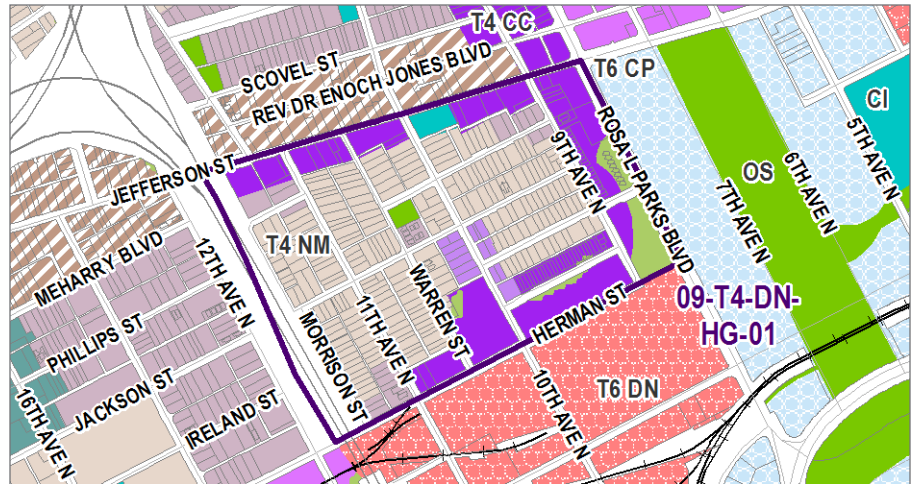 T4 CC
SCOVEL ST
REV DR ENOCH JONES BLVD
T6 CP
CI
JEFFERSON ST
9TH AVE N
ROSA L PARKS BLVD
5TH AVE N
6TH AVE N
OS
7TH AVE N
T4 NM
MEHARRY BLVD
12TH AVE N
WARREN ST
11TH AVE N
MORRISON ST
HERMAN ST
09-T4-DN-
HG-01
PHILLIPS ST
JACKSON ST
IRELAND ST
16TH AVE N
10TH AVE N
T6 DN